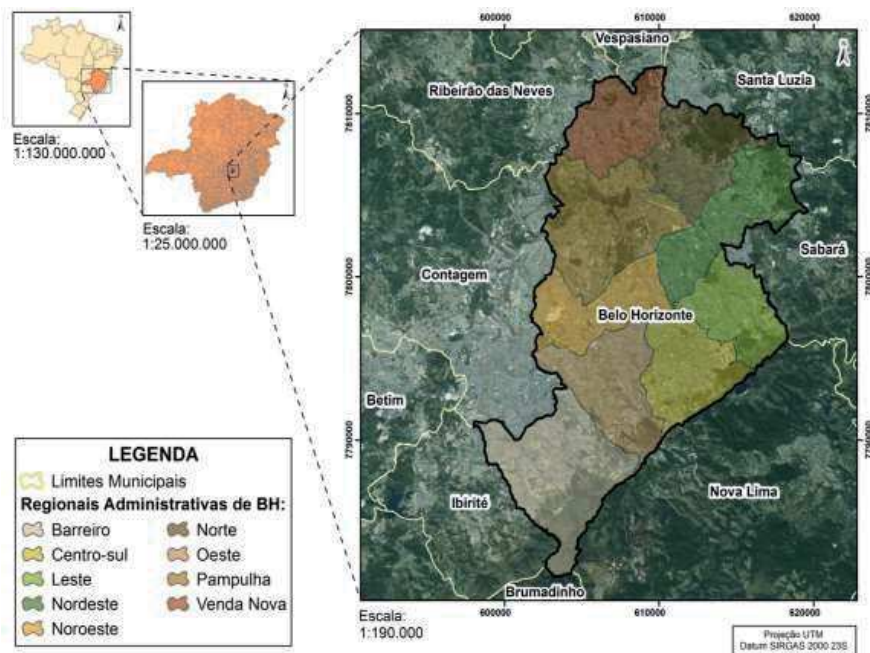 Escala:
1:130.000.000
Escala:
1:25.000.000
600000
610000
620000
7810000
7800000
7790000
7810000
7800000
7790000
Vespasiano
Santa Luzia
Ribeirão das Neves
Sabará
Contagem
Belo Horizonte
Betim
Ibirité
Nova Lima
Brumadinho
600000
610000
620000
Escala:
1:190.000
Projeção UTM
Datum SIRGAS 2000 23S
LEGENDA
Limites Municipais
Regionais Administrativas de BH:
Barreiro
Centro-sul
Leste
Nordeste
Noroeste
Norte
Oeste
Pampulha
Venda Nova